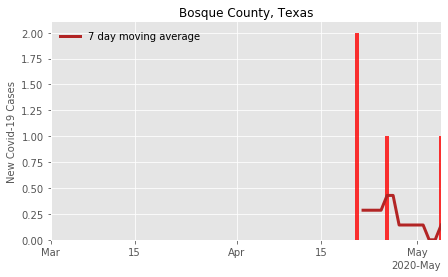 Bosque County, Texas
7 day moving average
New Covid-19 Cases
2.00
1.75
1.50
1.25
1.00
0.75
0.50
0.25
0.00
Mar 15 Apr 15 May
2020-May